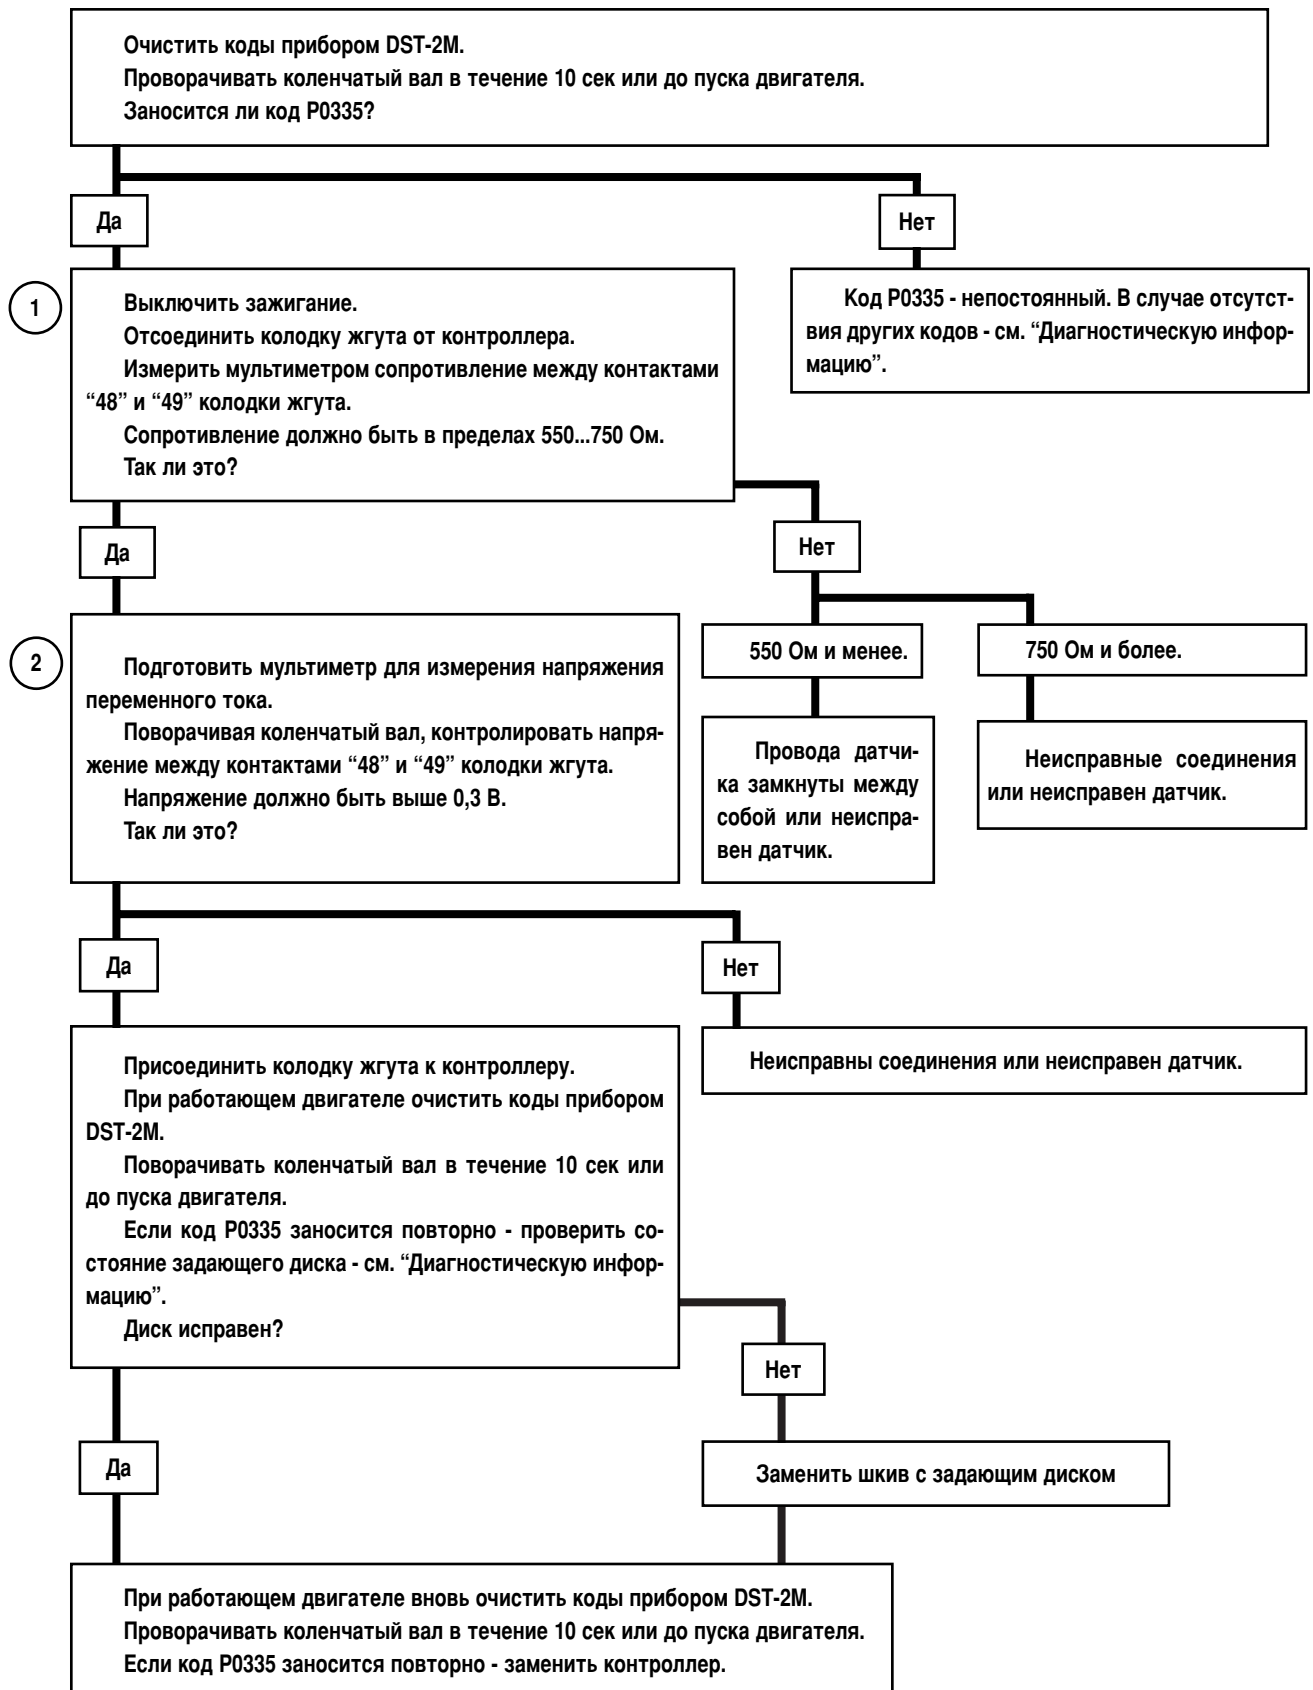 Очистить коды прибором DST-2M.
Проворачивать коленчатый вал в течение 10 сек или до пуска двигателя.
Заносится ли код P0335?
Да
Нет
1
Выключить зажигание.
Отсоединить колодку жгута от контроллера.
Измерить мультиметром сопротивление между контактами
“48” и “49” колодки жгута.
Сопротивление должно быть в пределах 550...750 Ом.
Так ли это?
Код P0335 - непостоянный. В случае отсутст-
вия других кодов - см. “Диагностическую инфор-
мацию”.
Да
Нет
2
Подготовить мультиметр для измерения напряжения
переменного тока.
Поворачивая коленчатый вал, контролировать напря-
жение между контактами “48” и “49” колодки жгута.
Напряжение должно быть выше 0,3 В.
Так ли это?
550 Ом и менее.
750 Ом и более.
Провода датчи-
ка замкнуты между
собой или неиспра-
вен датчик.
Неисправные соединения
или неисправен датчик.
Да
Нет
Присоединить колодку жгута к контроллеру.
При работающем двигателе очистить коды прибором
DST-2M.
Поворачивать коленчатый вал в течение 10 сек или
до пуска двигателя.
Если код P0335 заносится повторно - проверить со-
стояние задающего диска - см. “Диагностическую инфор-
мацию”.
Диск исправен?
Неисправны соединения или неисправен датчик.
Нет
Да
Заменить шкив с задающим диском
При работающем двигателе вновь очистить коды прибором DST-2M.
Проворачивать коленчатый вал в течение 10 сек или до пуска двигателя.
Если код P0335 заносится повторно - заменить контроллер.